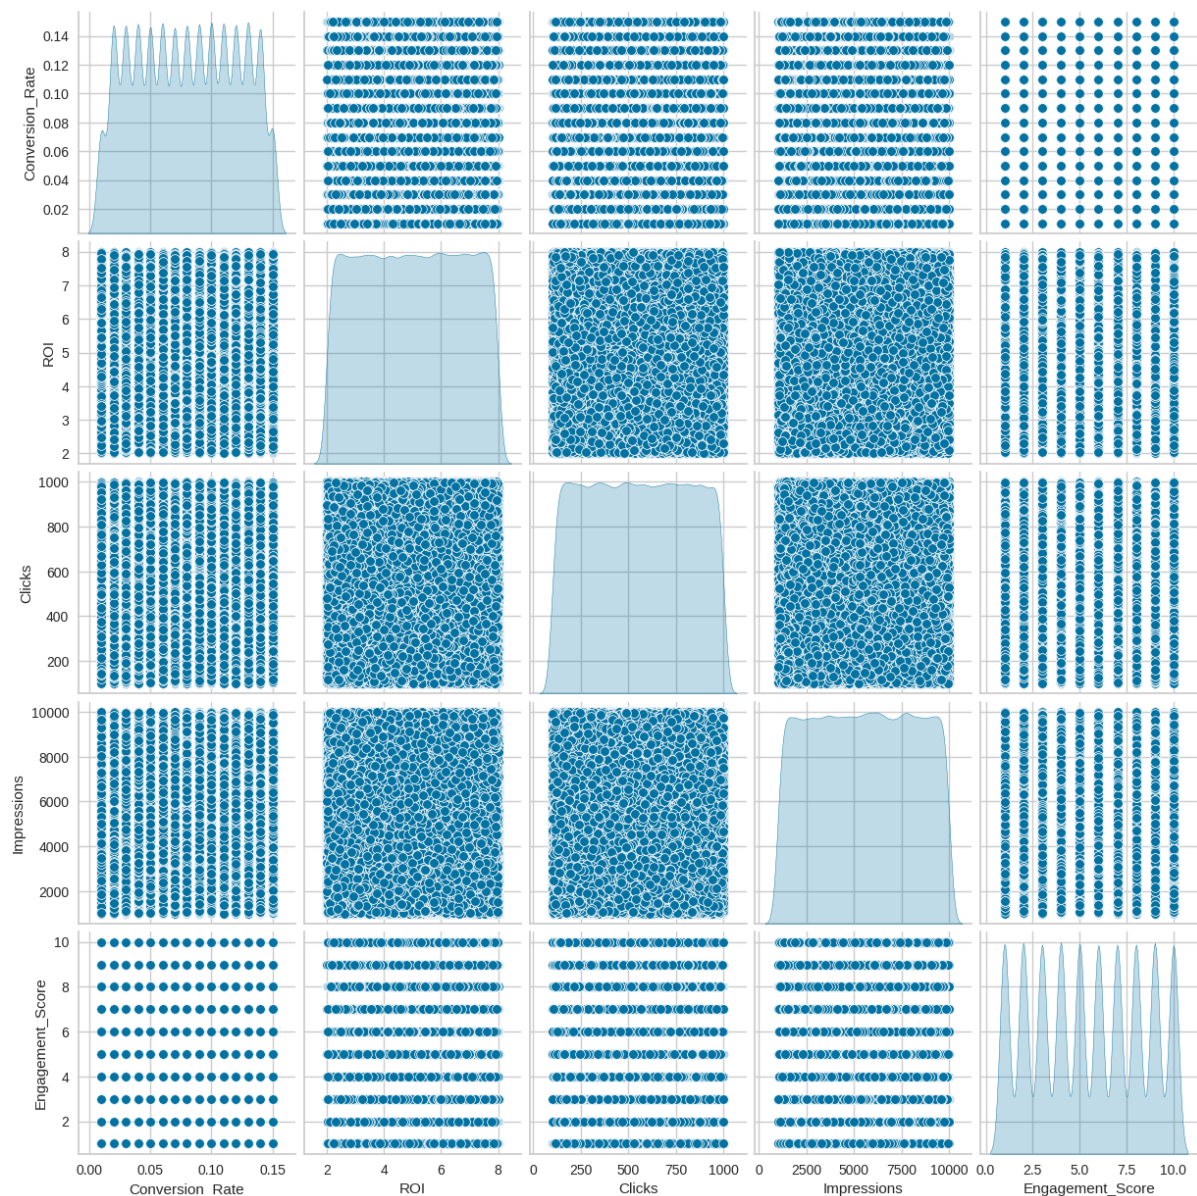 Conversion_Rate
0.14
0.12
0.10
0.08
0.06
0.04
0.02
ROI
8
7
6
5
4
3
2
Clicks
1000
800
600
400
200
Impressions
10000
8000
6000
4000
2000
Engagement_Score
10
8
6
4
2
0.00 0.05 0.10 0.15
2 4 6 8
0 250 500 750 1000
0 2500 5000 7500 10000
0.0 2.5 5.0 7.5 10.0
Conversion_Rate
ROI
Clicks
Impressions
Engagement_Score